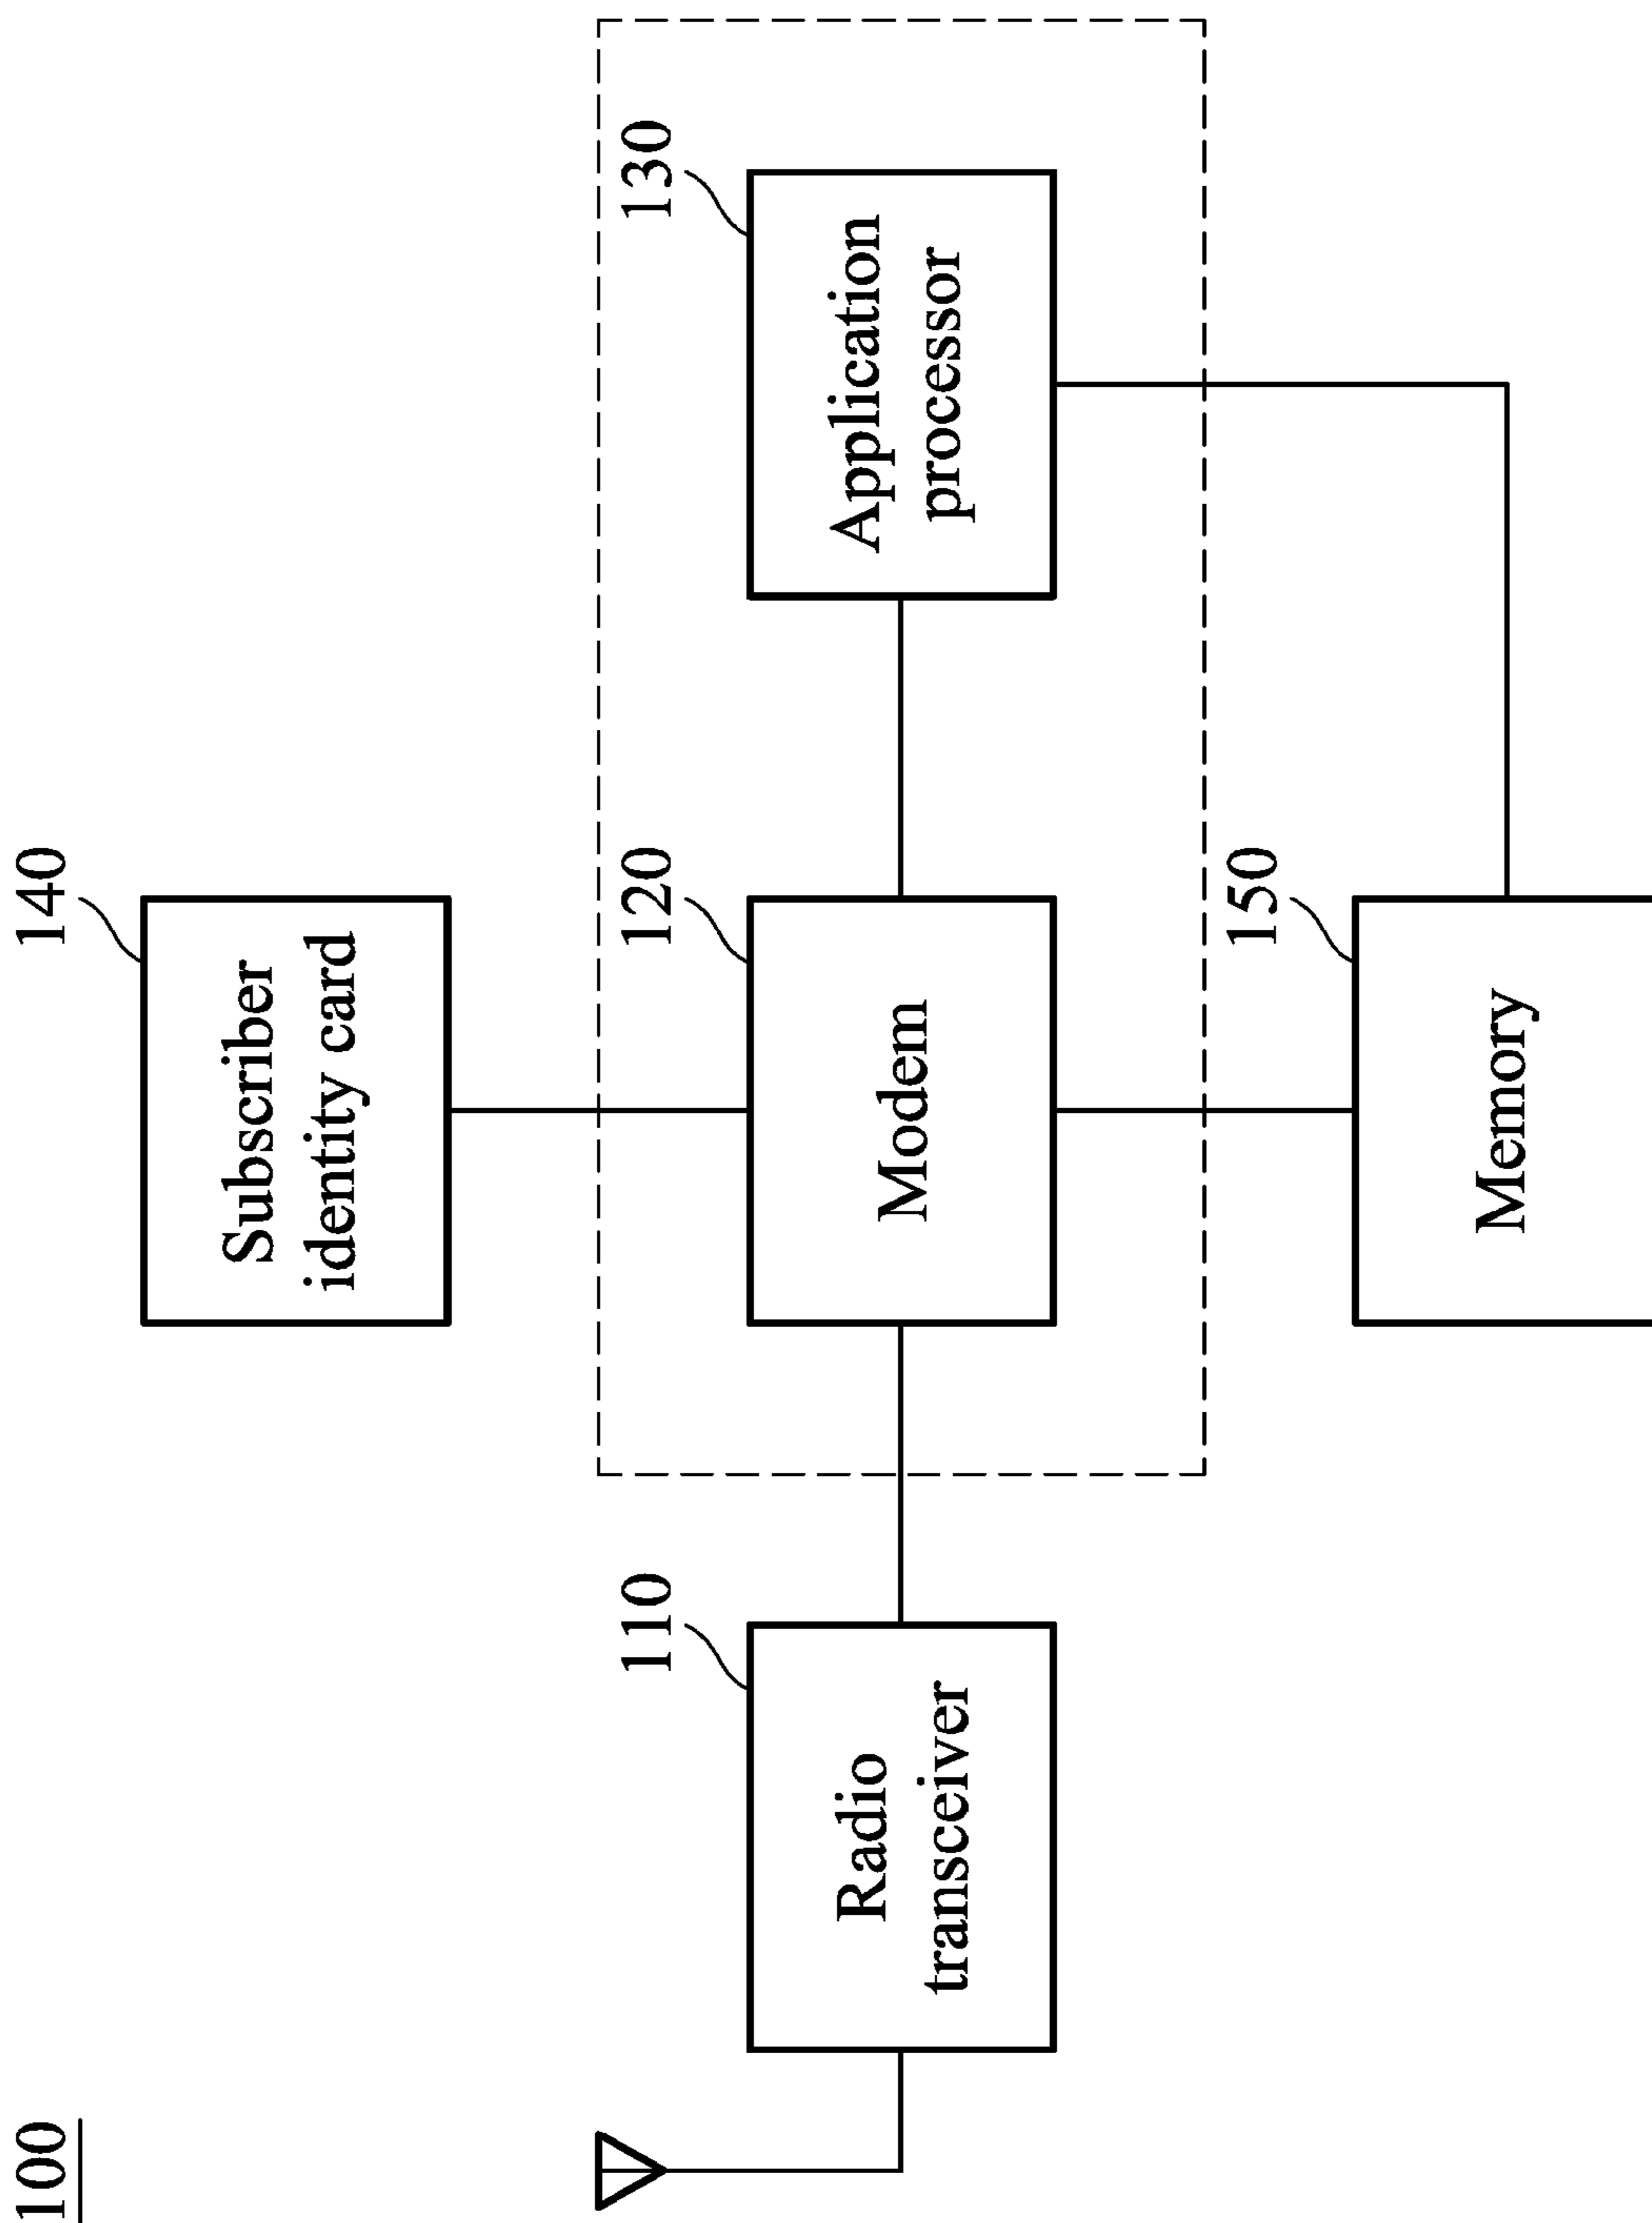 100
140
Subscriber
identity card
110
120
130
Radio
transceiver
Modem
Application
processor
150
Memory